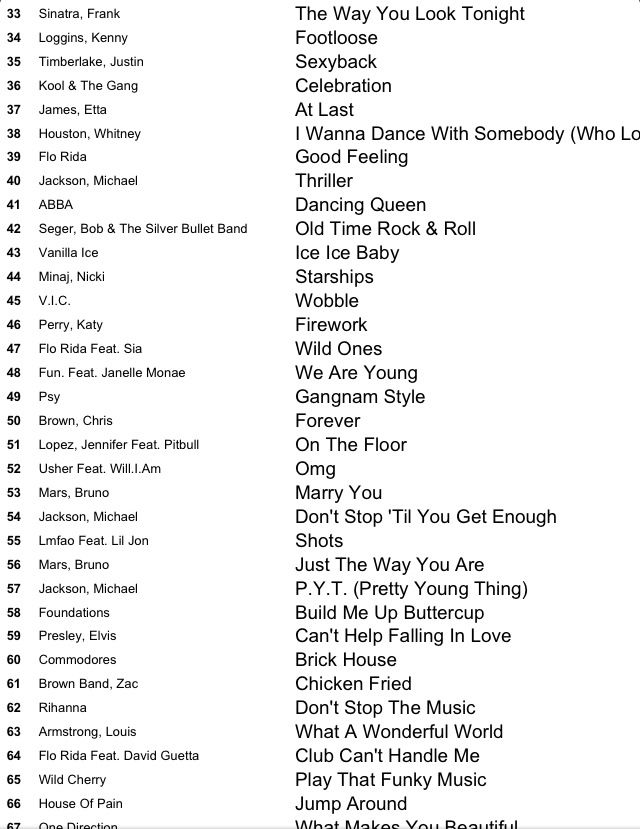 33 Sinatra, Frank The Way You Look Tonight
34 Loggins, Kenny Footloose
35 Timberlake, Justin Sexyback
36 Kool & The Gang Celebration
37 James, Etta At Last
38 Houston, Whitney I Wanna Dance With Somebody (Who Lo
39 Flo Rida Good Feeling
40 Jackson, Michael Thriller
41 ABBA Dancing Queen
42 Seger, Bob & The Silver Bullet Band Old Time Rock & Roll
43 Vanilla Ice Ice Ice Baby
44 Minaj, Nicki Starships
45 V.I.C. Wobble
46 Perry, Katy Firework
47 Flo Rida Feat. Sia Wild Ones
48 Fun. Feat. Janelle Monae We Are Young
49 Psy Gangnam Style
50 Brown, Chris Forever
51 Lopez, Jennifer Feat. Pitbull On The Floor
52 Usher Feat. Will.I.Am Omg
53 Mars, Bruno Marry You
54 Jackson, Michael Don't Stop 'Til You Get Enough
55 Lmfao Feat. Lil Jon Shots
56 Mars, Bruno Just The Way You Are
57 Jackson, Michael P.Y.T. (Pretty Young Thing)
58 Foundations Build Me Up Buttercup
59 Presley, Elvis Can't Help Falling In Love
60 Commodores Brick House
61 Brown Band, Zac Chicken Fried
62 Rihanna Don't Stop The Music
63 Armstrong, Louis What A Wonderful World
64 Flo Rida Feat. David Guetta Club Can't Handle Me
65 Wild Cherry Play That Funky Music
66 House Of Pain Jump Around
67 One Direction What Makes You Beautiful